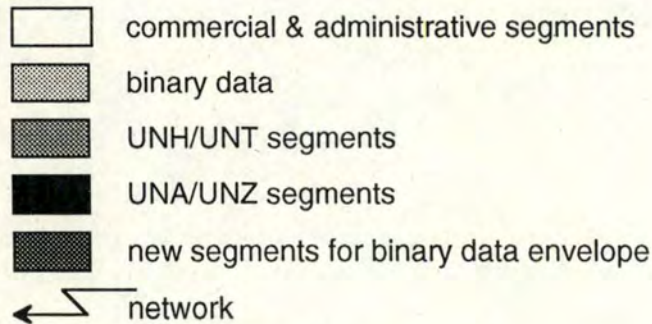 commercial & administrative segments
binary data
UNH/UNT segments
UNA/UNZ segments
new segments for binary data envelope
network